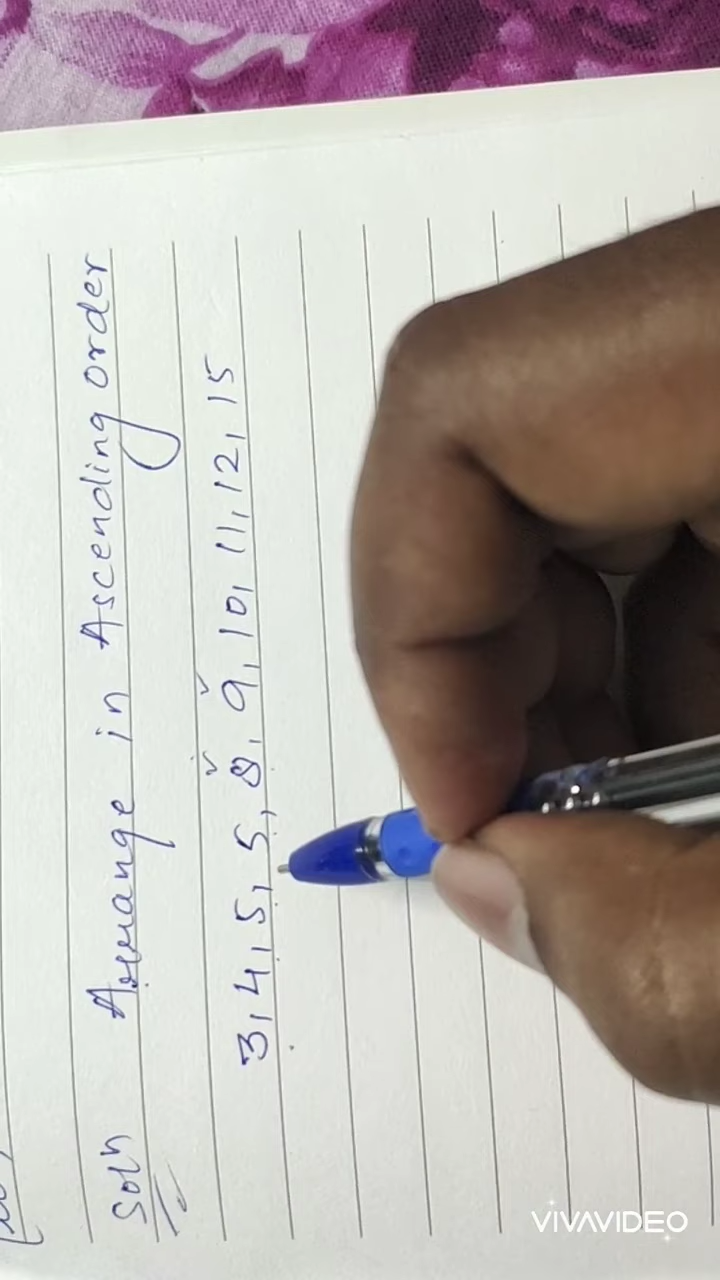 Soln Arrange in Ascending order
3, 4, 5, 5, 8, 9, 10, 11, 12, 15
VIVAVIDEO